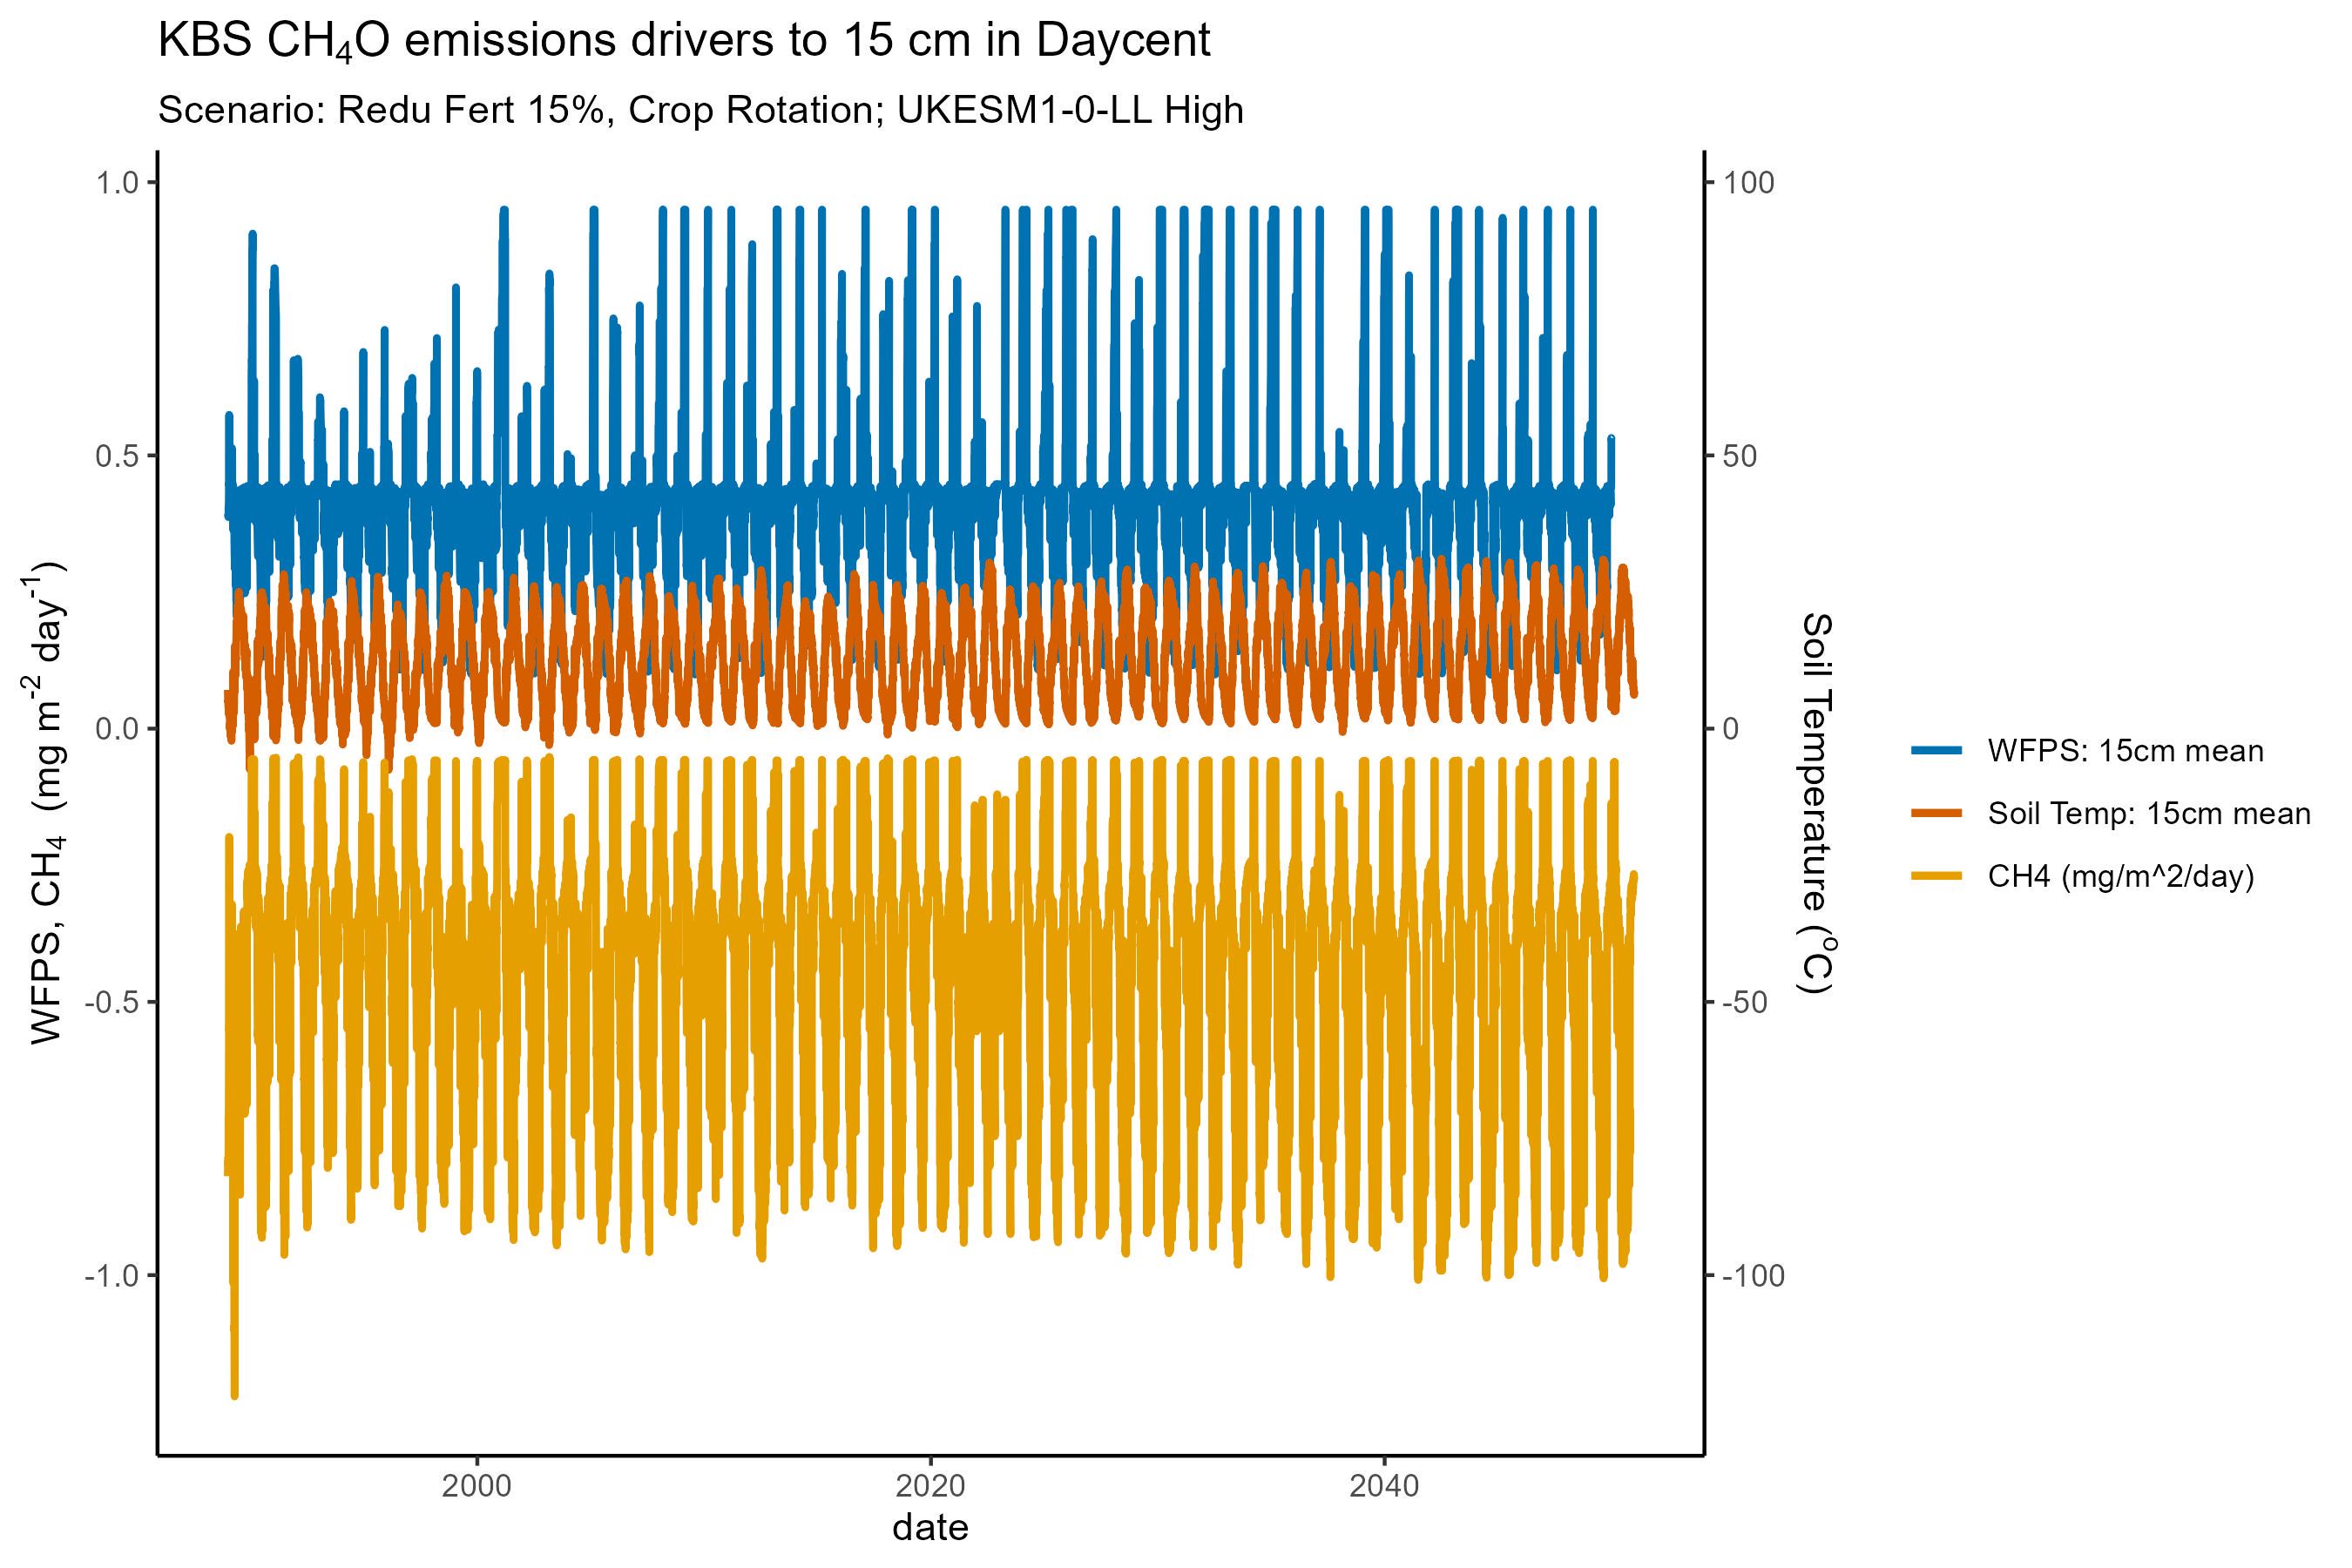 KBS CH₄O emissions drivers to 15 cm in Daycent
Scenario: Redu Fert 15%, Crop Rotation; UKESM1-0-LL High
WFPS, CH₄ (mg m⁻² day⁻¹)
1.0
0.5
0.0
-0.5
-1.0
100
50
0
-50
-100
Soil Temperature (ºC)
2000
2020
2040
date
WFPS: 15cm mean
Soil Temp: 15cm mean
CH4 (mg/m^2/day)